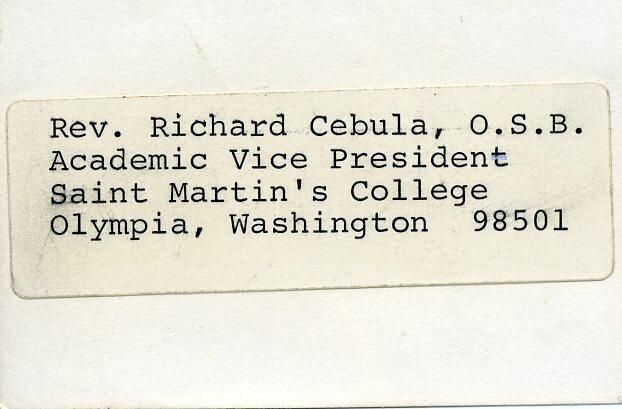 Rev. Richard Cebula, O.S.B.
Academic Vice President
Saint Martin's College
Olympia, Washington  98501